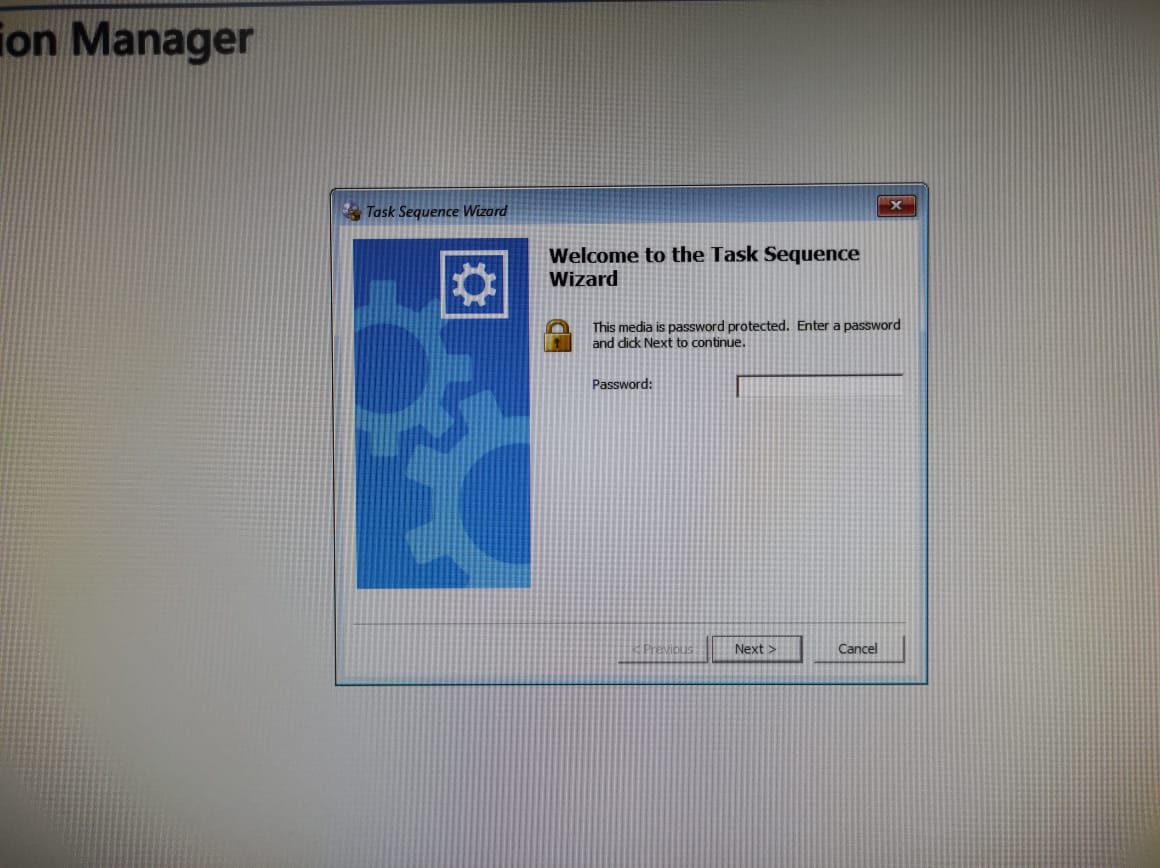 ion Manager
Task Sequence Wizard
Welcome to the Task Sequence
Wizard
This media is password protected. Enter a password
and click Next to continue.
Password:
< Previous
Next >
Cancel